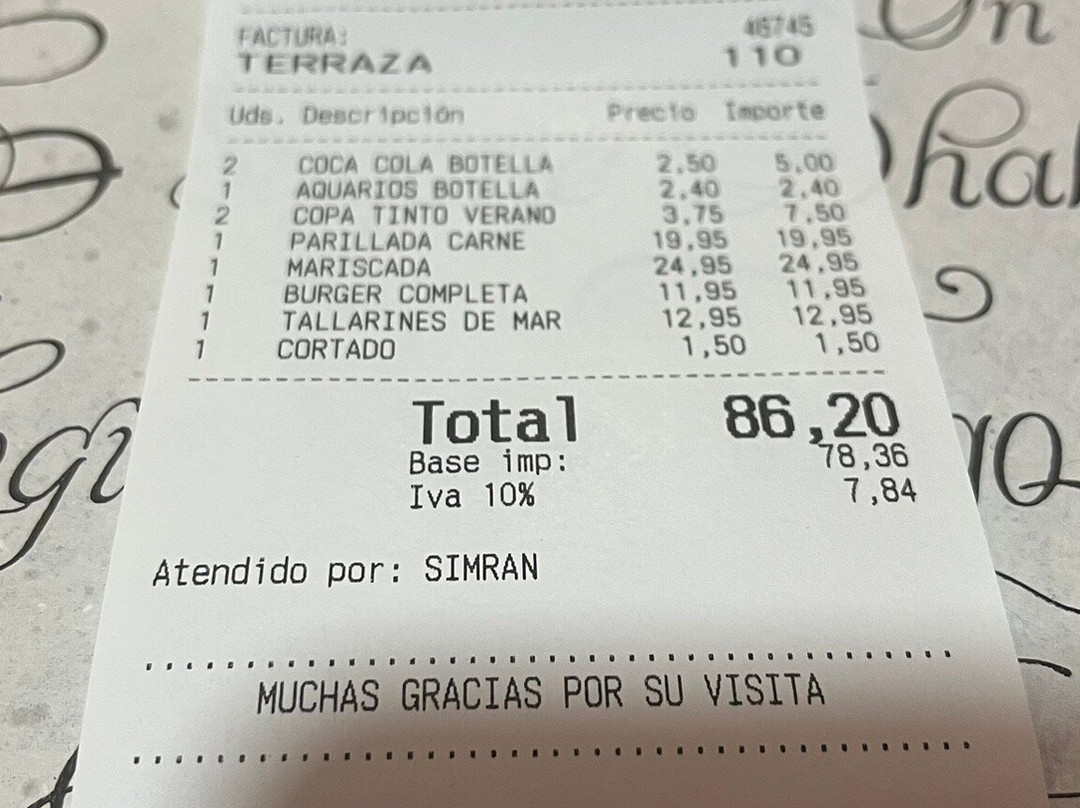 FACTURA: 46745
TERRAZA 110
Uds. Descripción Precio Importe
2 COCA COLA BOTELLA 2,50 5,00
1 AQUARIOS BOTELLA 2,40 2,40
2 COPA TINTO VERANO 3,75 7,50
1 PARILLADA CARNE 19,95 19,95
1 MARISCADA 24,95 24,95
1 BURGER COMPLETA 11,95 11,95
1 TALLARINES DE MAR 12,95 12,95
1 CORTADO 1,50 1,50
Total 86,20
Base imp: 78,36
Iva 10% 7,84
Atendido por: SIMRAN
MUCHAS GRACIAS POR SU VISITA